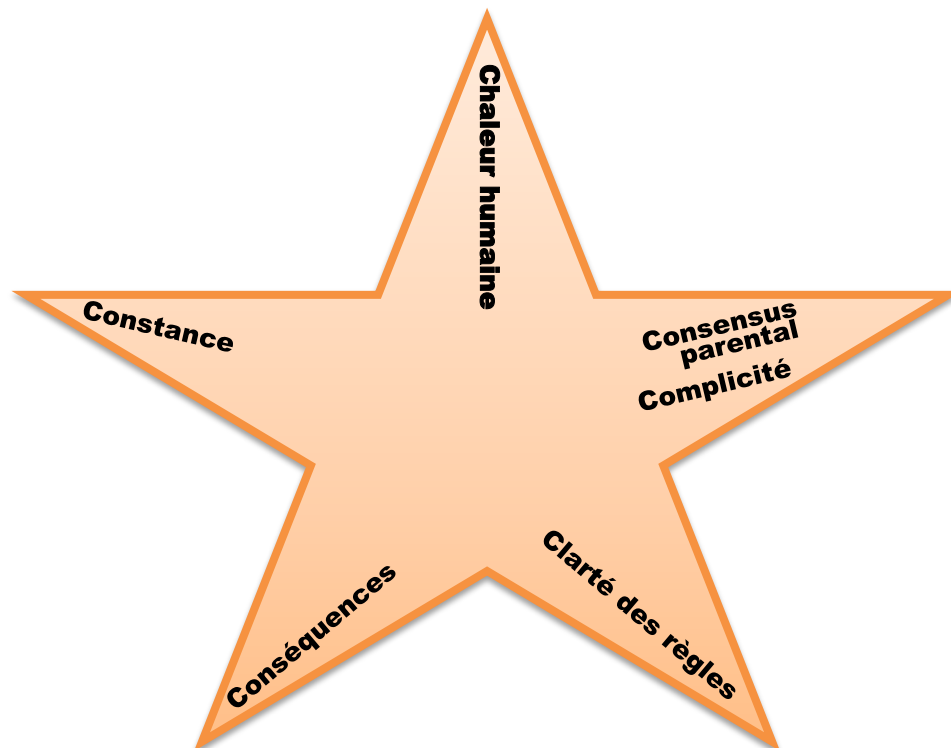 Chaleur humaine
Constance
Consensus
parental
Complicité
Conséquences
Clarté des règles